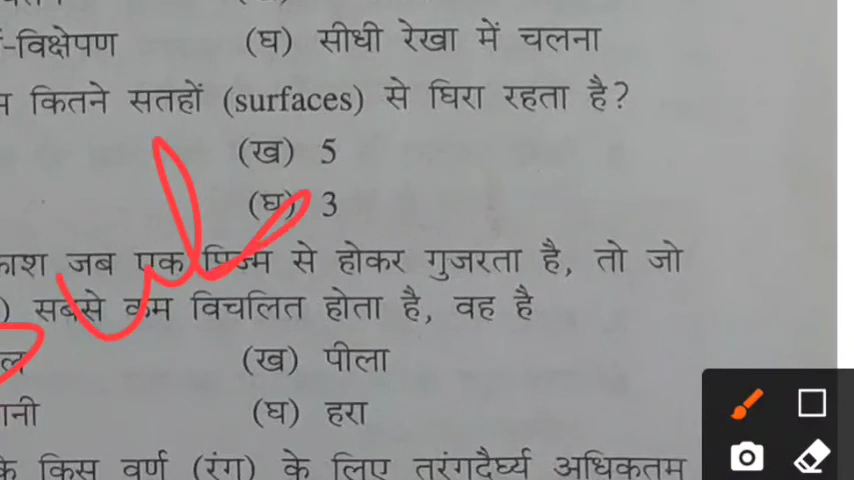 -विक्षेपण (घ) सीधी रेखा में चलना
कितने सतहों (surfaces) से घिरा रहता है?
(ख) 5
(घ) 3
काश जब एक प्रिज्म से होकर गुजरता है, तो जो
) सबसे कम विचलित होता है, वह है
ल (ख) पीला
(घ) हरा
के किस वर्ण (रंग) के लिए तरंगदैर्घ्य अधिकतम